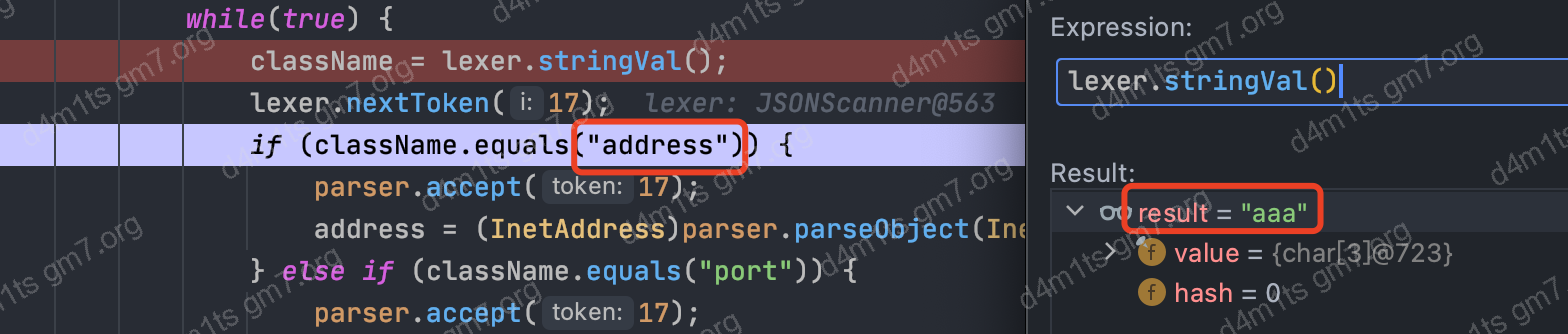 while(true) {
className = lexer.stringVal();
lexer.nextToken( i: 17); lexer: JSONScanner@563
if (className.equals("address")) {
parser.accept( token: 17);
address = (InetAddress)parser.parseObject(Ine
} else if (className.equals("port")) {
parser.accept( token: 17);
Expression:
lexer.stringVal()
Result:
result = "aaa"
f value = {char[3]@723}
f hash = 0
d4m1ts gm7.org